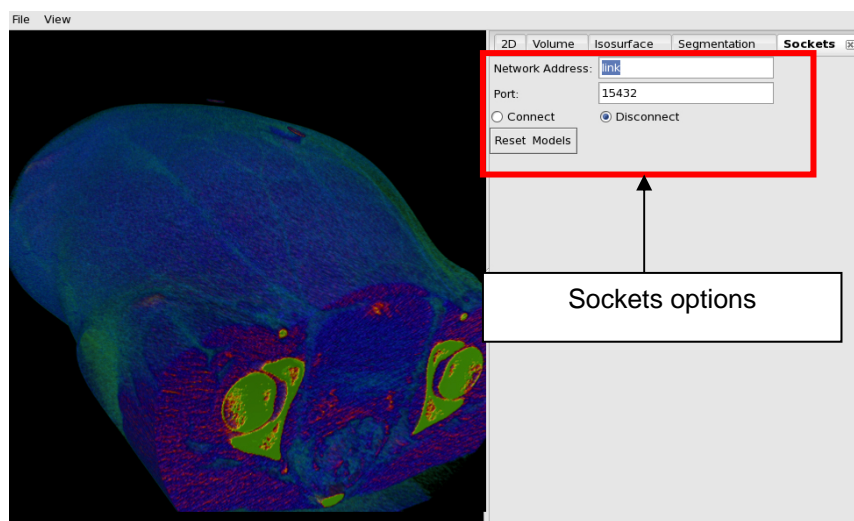 File View
2D Volume Isosurface Segmentation Sockets
Network Address: link
Port: 15432
Connect Disconnect
Reset Models
Sockets options